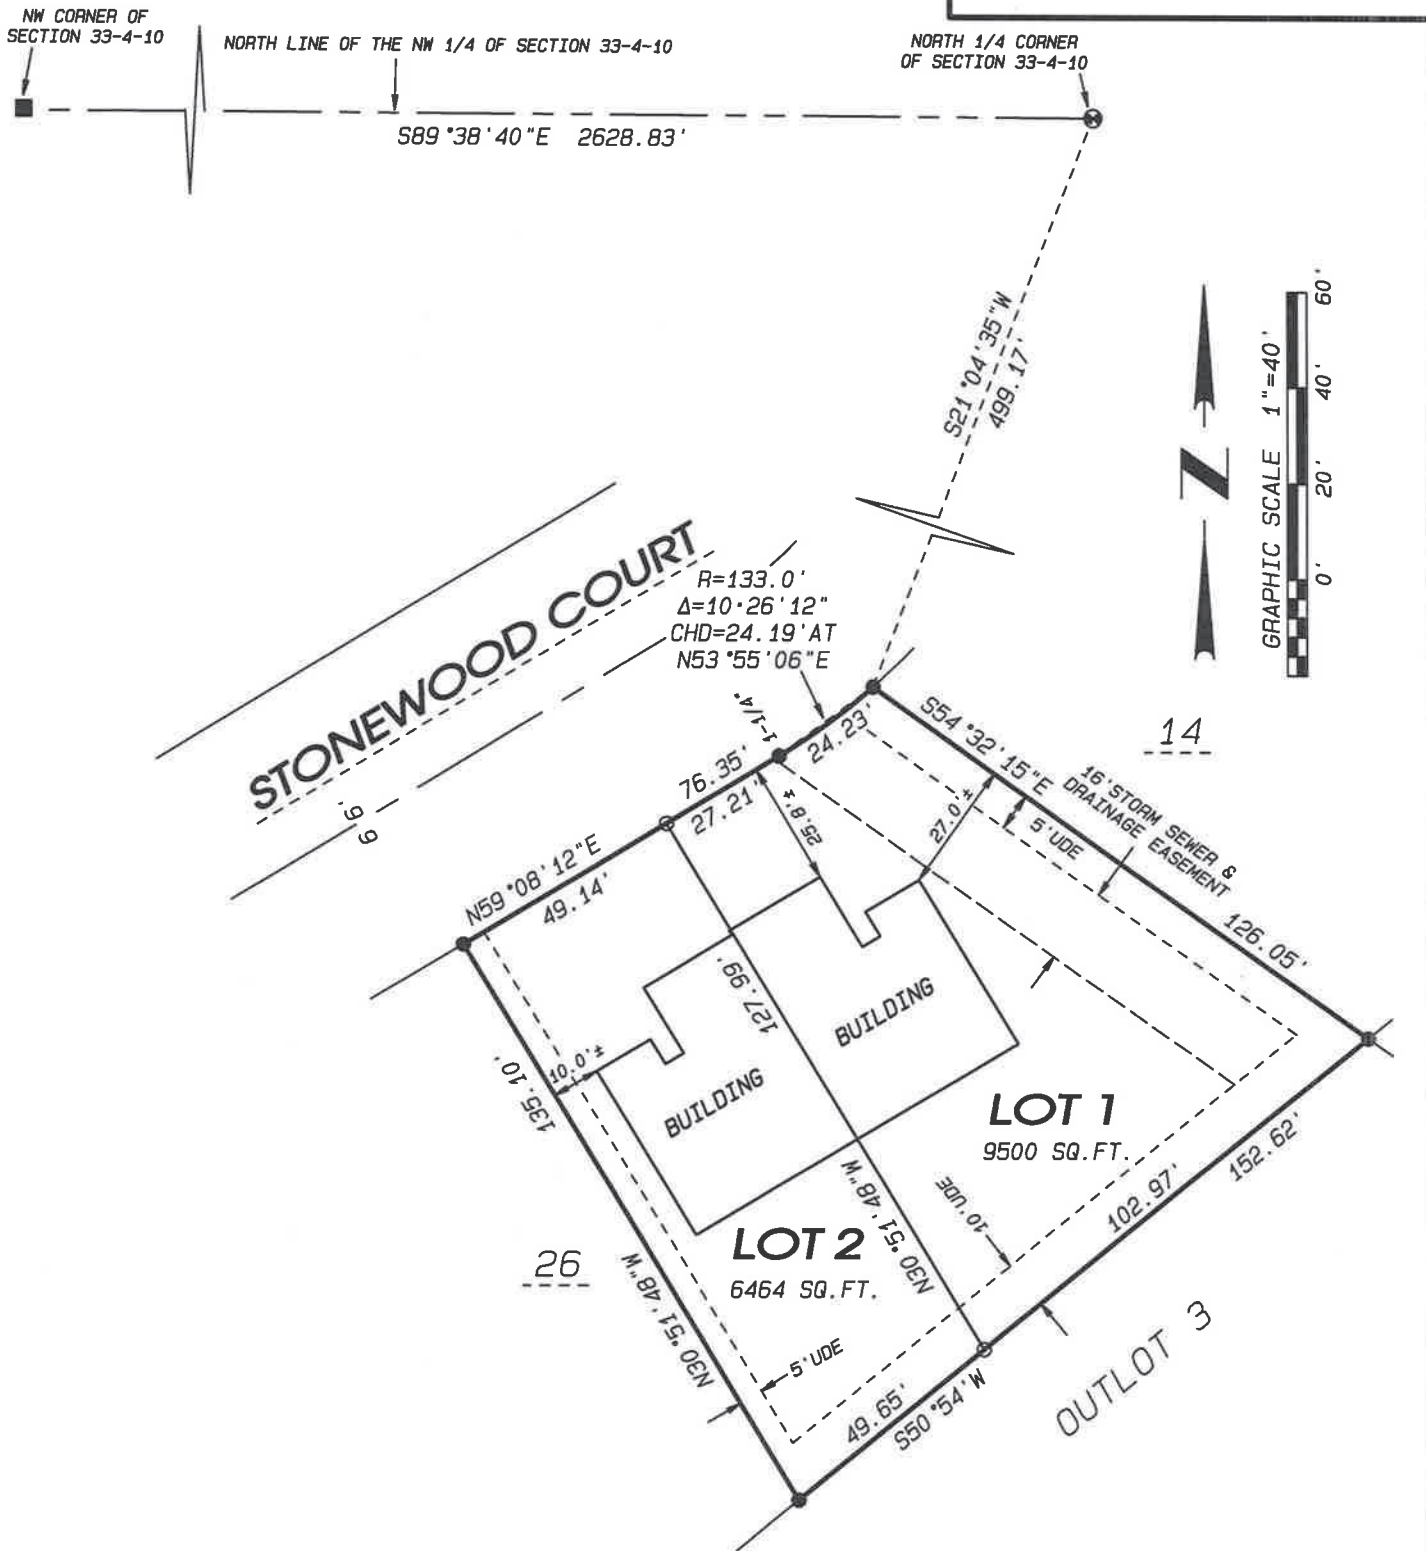 NW CORNER OF
SECTION 33-4-10
NORTH LINE OF THE NW 1/4 OF SECTION 33-4-10
NORTH 1/4 CORNER
OF SECTION 33-4-10
S89°38'40"E 2628.83'
S21°04'35"W
499.17'
N
GRAPHIC SCALE 1"=40'
0'
20'
40'
60'
STONEWOOD COURT
66'
R=133.0'
Δ=10°26'12"
CHD=24.19'AT
N53°55'06"E
1-1/4"
24.23'
76.35'
27.21'
N59°08'12"E
49.14'
25.8'±
27.0'±
S54°32'15"E
126.05'
14
16'STORM SEWER &
DRAINAGE EASEMENT
5'UDE
127.99'
N30°51'48"W
BUILDING
BUILDING
10.0'±
135.10'
N30°51'48"W
LOT 1
9500 SQ.FT.
LOT 2
6464 SQ.FT.
26
10'UDE
5'UDE
102.97'
152.62'
49.65'
S50°54'W
OUTLOT 3